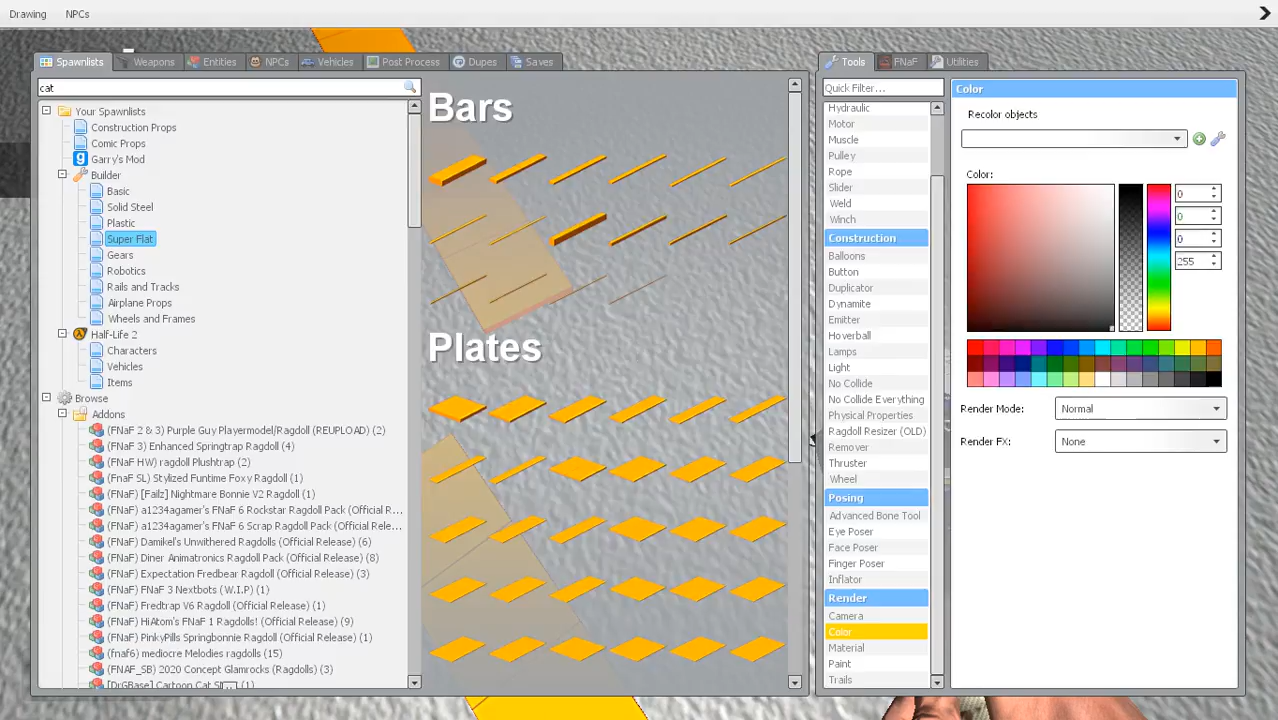 Drawing NPCs
Spawnlists Weapons Entities NPCs Vehicles Post Process Dupes Saves
cat
Your Spawnlists
Construction Props
Comic Props
Garry's Mod
Builder
Basic
Solid Steel
Plastic
Super Flat
Gears
Robotics
Rails and Tracks
Airplane Props
Wheels and Frames
Half-Life 2
Characters
Vehicles
Items
Browse
Addons
(FNaF 2 & 3) Purple Guy Playermodel/Ragdoll (REUPLOAD) (2)
(FNaF 3) Enhanced Springtrap Ragdoll (4)
(FNaF HW) ragdoll Plushtrap (2)
(FnaF SL) Stylized Funtime Foxy Ragdoll (1)
(FNaF) [Failz] Nightmare Bonnie V2 Ragdoll (1)
(FNaF) a1234agamer's FNAF 6 Rockstar Ragdoll Pack (Official R...
(FNaF) a1234agamer's FNAF 6 Scrap Ragdoll Pack (Official Rele...
(FNaF) Damikel's Unwithered Ragdolls (Official Release) (6)
(FNaF) Diner Animatronics Ragdoll Pack (Official Release) (8)
(FNaF) Expectation Fredbear Ragdoll (Official Release) (3)
(FNaF) FNAF 3 Nextbots (W.I.P) (1)
(FNaF) Fredtrap V6 Ragdoll (Official Release) (1)
's FNAF 1 Ragdolls! (Official Release) (9)
(FNaF) PinkyPills Springbonnie Ragdoll (Official Release) (1)
(fnaf6) mediocre Melodies ragdolls (15)
(FNAF_SB) 2020 Concept Glamrocks (Ragdolls) (3)
[DrGBase] Cartoon Cat (1)
Bars
Plates
Tools FNaF Utilities
Quick Filter...
Hydraulic
Motor
Muscle
Pulley
Rope
Slider
Weld
Winch
Construction
Balloons
Button
Duplicator
Dynamite
Emitter
Hoverball
Lamps
Light
No Collide
No Collide Everything
Physical Properties
Ragdoll Resizer (OLD)
Remover
Thruster
Wheel
Posing
Advanced Bone Tool
Eye Poser
Face Poser
Finger Poser
Inflator
Render
Camera
Color
Material
Paint
Trails
Color
Recolor objects
Color:
0
0
0
255
Render Mode: Normal
Render FX: None